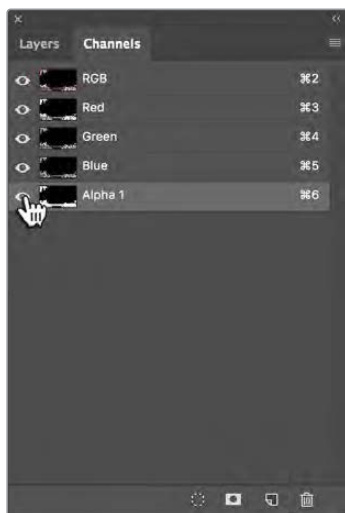 Layers Channels
RGB ⌘2
Red ⌘3
Green ⌘4
Blue ⌘5
Alpha 1 ⌘6